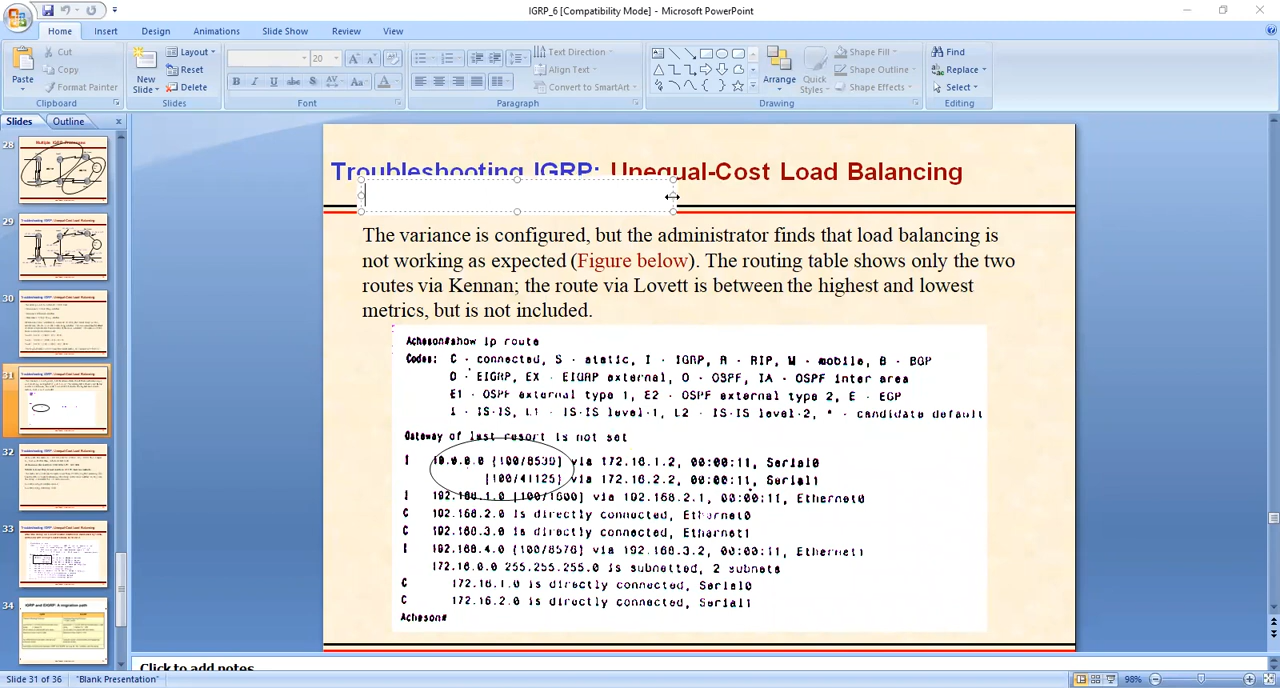 IGRP_6 [Compatibility Mode] - Microsoft PowerPoint
Home Insert Design Animations Slide Show Review View
Paste
Cut
Copy
Format Painter
Clipboard
New Slide
Layout
Reset
Delete
Slides
20
Font
Text Direction
Align Text
Convert to SmartArt
Paragraph
Arrange
Quick Styles
Shape Fill
Shape Outline
Shape Effects
Drawing
Find
Replace
Select
Editing
Slides Outline
28
29
30
31
32
33
34
Troubleshooting IGRP: Unequal-Cost Load Balancing
The variance is configured, but the administrator finds that load balancing is
not working as expected (Figure below). The routing table shows only the two
routes via Kennan; the route via Lovett is between the highest and lowest
metrics, but is not included.
Acheson#show ip route
Codes: C - connected, S - static, I - IGRP, R - RIP, M - mobile, B - BGP
EX - EIGRP external, O - OSPF, IA - OSPF inter area
E1 - OSPF external type 1, E2 - OSPF external type 2, E - EGP
i - IS-IS, L1 - IS-IS level-1, L2 - IS-IS level-2, * - candidate default
Gateway of last resort is not set
via 172.16.1.2, 00:00:11, Serial0
[100/41125] via 172.16.2.2, 00:00:11, Serial1
I 192.168.1.0 [100/1600] via 192.168.2.1, 00:00:11, Ethernet0
C 192.168.2.0 is directly connected, Ethernet0
C 192.168.3.0 is directly connected, Ethernet1
I 192.168.4.0 [100/8576] via 192.168.3.2, 00:00:11, Ethernet1
172.16.0.0 255.255.255.0 is subnetted, 2 subnets
C 172.16.1.0 is directly connected, Serial0
C 172.16.2.0 is directly connected, Serial1
Acheson#
Click to add notes
Slide 31 of 36 "Blank Presentation" 98%